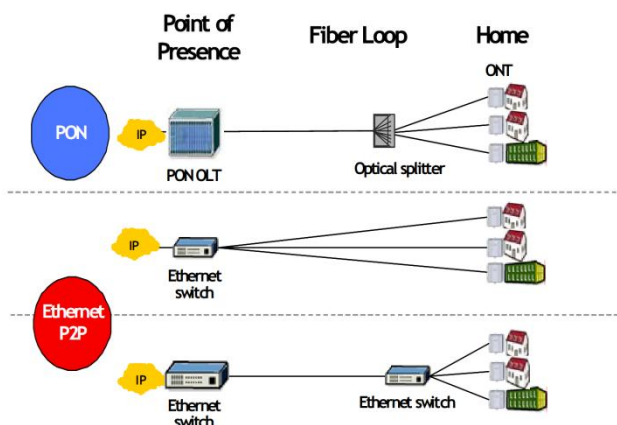 Point of
Presence
Fiber Loop
Home
ONT
PON
IP
PON OLT
Optical splitter
IP
Ethernet
switch
Ethernet
P2P
IP
Ethernet
switch
Ethernet switch